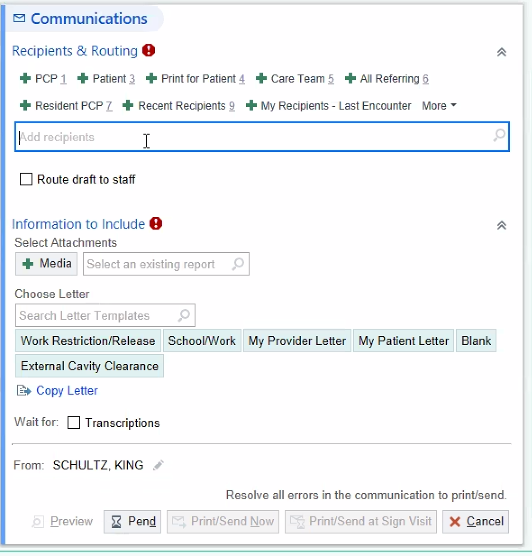 Communications
Recipients & Routing
PCP 1 Patient 3 Print for Patient 4 Care Team 5 All Referring 6
Resident PCP 7 Recent Recipients 9 My Recipients - Last Encounter More
Add recipients
Route draft to staff
Information to Include
Select Attachments
Media Select an existing report
Choose Letter
Search Letter Templates
Work Restriction/Release School/Work My Provider Letter My Patient Letter Blank
External Cavity Clearance
Copy Letter
Wait for: Transcriptions
From: SCHULTZ, KING
Resolve all errors in the communication to print/send.
Preview Pend Print/Send Now Print/Send at Sign Visit Cancel